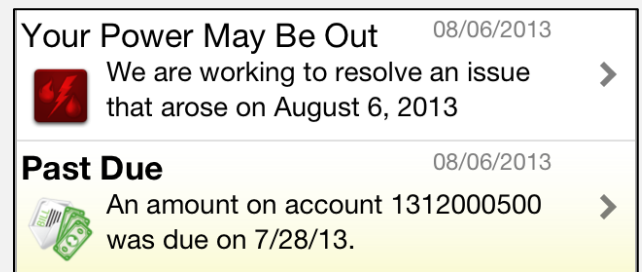 Your Power May Be Out 08/06/2013
We are working to resolve an issue
that arose on August 6, 2013
Past Due 08/06/2013
An amount on account 1312000500
was due on 7/28/13.